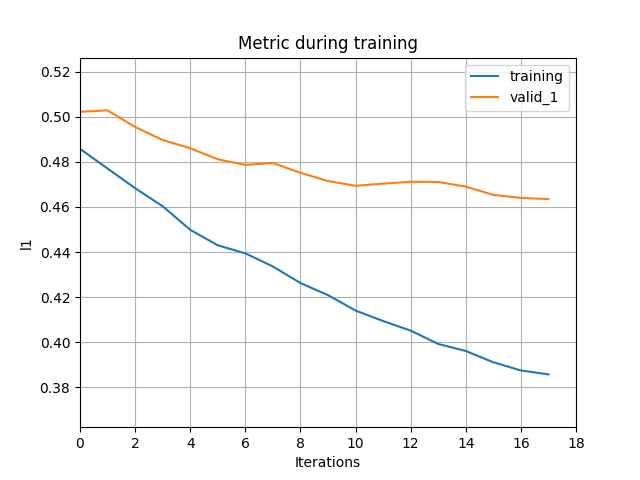 Metric during training
0.52
0.50
0.48
0.46
0.44
0.42
0.40
0.38
l1
training
valid_1
0 2 4 6 8 10 12 14 16 18
Iterations